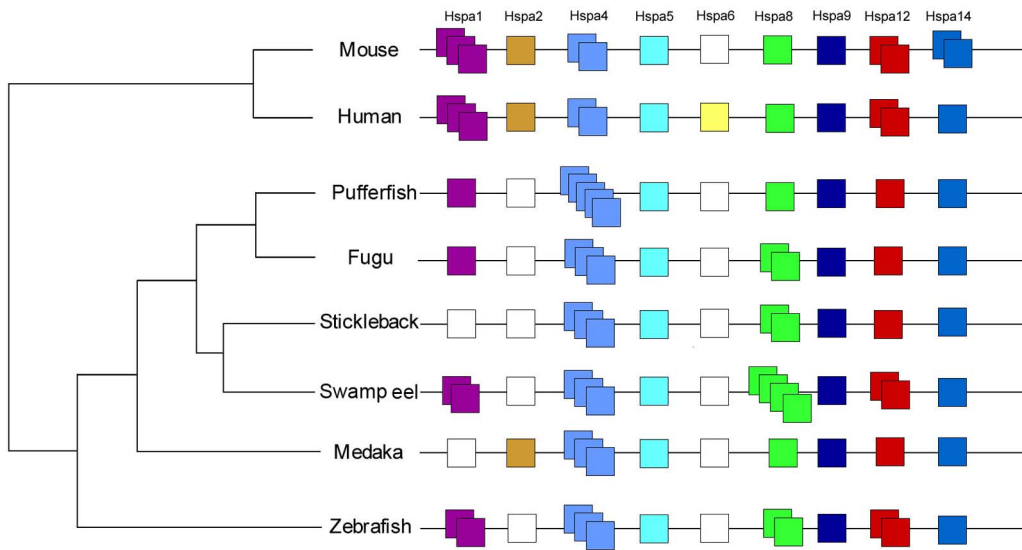 Hspa1 Hspa2 Hspa4 Hspa5 Hspa6 Hspa8 Hspa9 Hspa12 Hspa14
Mouse
Human
Pufferfish
Fugu
Stickleback
Swamp eel
Medaka
Zebrafish